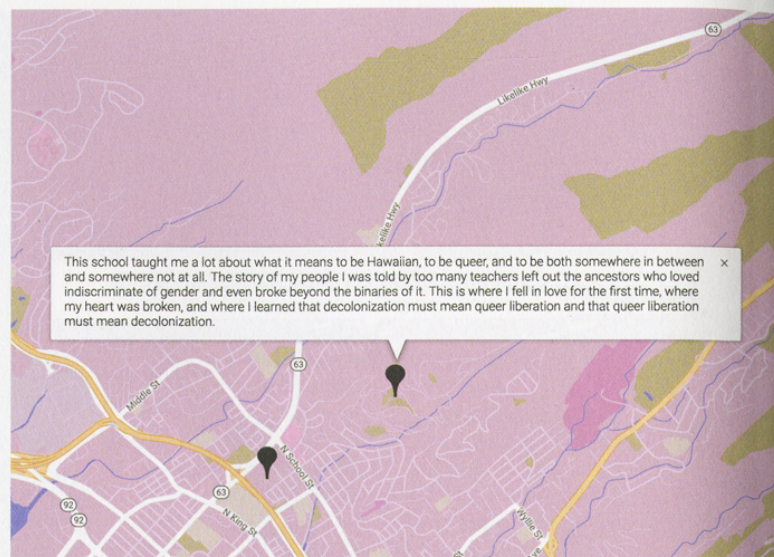 63
Likelike Hwy
kelike Hwy
This school taught me a lot about what it means to be Hawaiian, to be queer, and to be both somewhere in between
and somewhere not at all. The story of my people I was told by too many teachers left out the ancestors who loved
indiscriminate of gender and even broke beyond the binaries of it. This is where I fell in love for the first time, where
my heart was broken, and where I learned that decolonization must mean queer liberation and that queer liberation
must mean decolonization.
×
63
Middle St
N School St
63
N King St
92
92
Wyllie St
St
ve